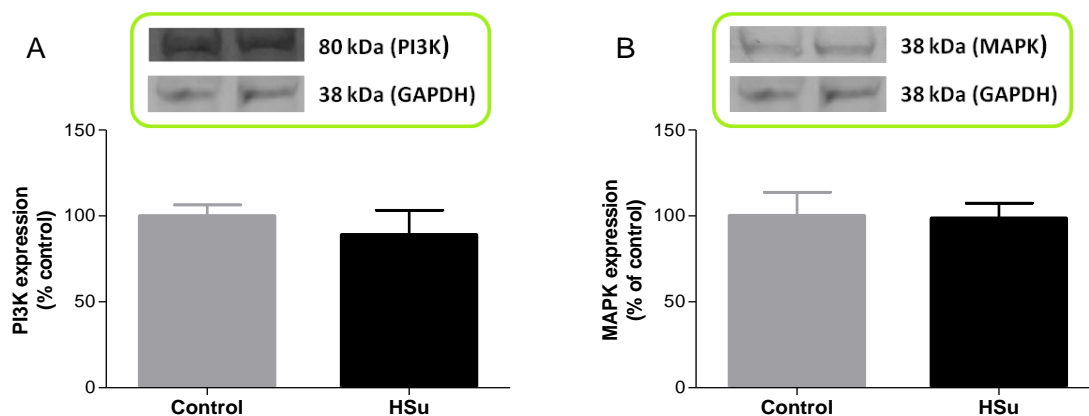 A
80 kDa (PI3K)
38 kDa (GAPDH)
PI3K expression
(% control)
150
100
50
0
Control HSu
B
38 kDa (MAPK)
38 kDa (GAPDH)
MAPK expression
(% of control)
150
100
50
0
Control HSu